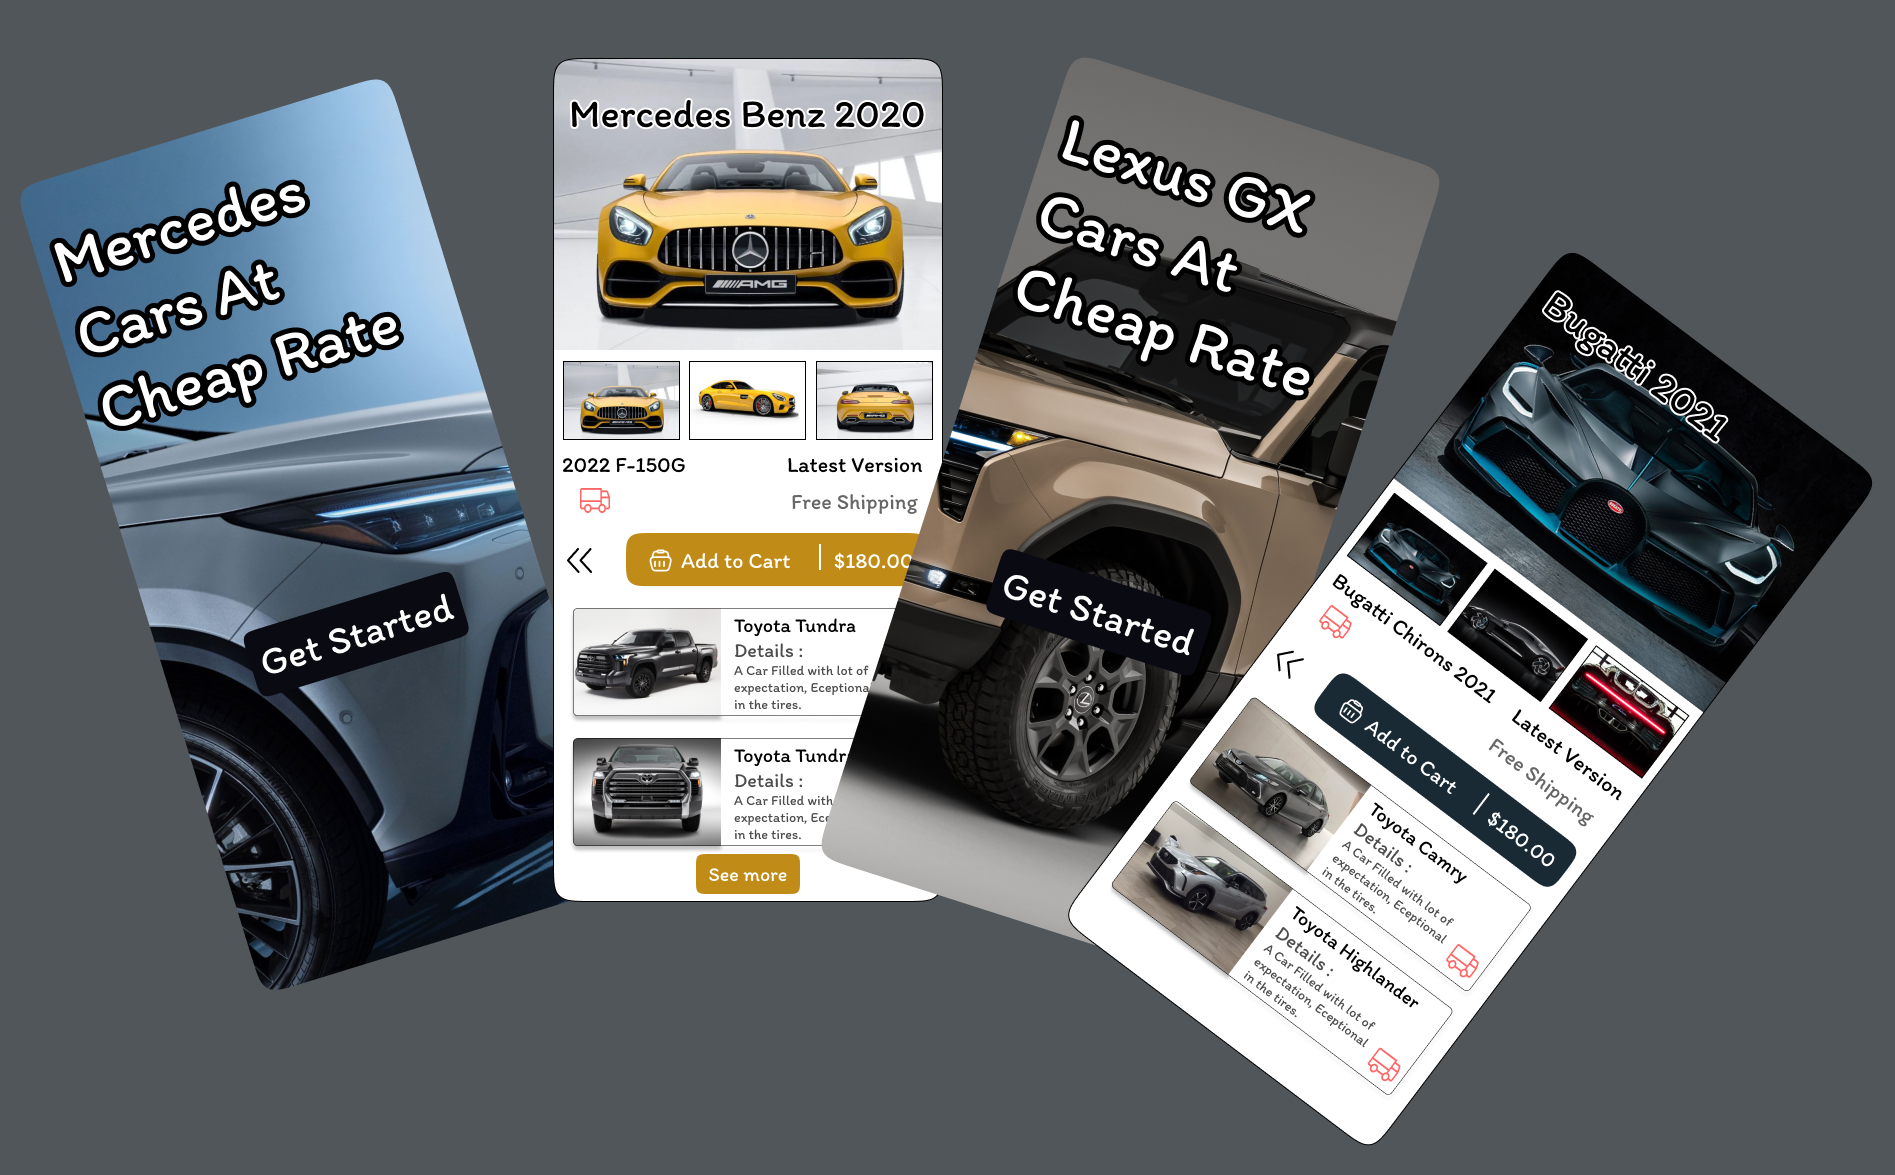 Mercedes
Cars At
Cheap Rate
Get Started
Mercedes Benz 2020
AMG
2022 F-150G
Latest Version
Free Shipping
Add to Cart
$180.00
Toyota Tundra
Details :
A Car Filled with lot of
expectation, Eceptiona
in the tires.
Toyota Tundr
Details :
A Car Filled with
expectation, Ece
in the tires.
See more
Lexus GX
Cars At
Cheap Rate
Get Started
Bugatti 2021
Bugatti Chirons 2021
Latest Version
Free Shipping
Add to Cart
$180.00
Toyota Camry
Details :
A Car Filled with lot of
expectation, Eceptional
in the tires.
Toyota Highlander
Details :
A Car Filled with lot of
expectation, Eceptional
in the tires.